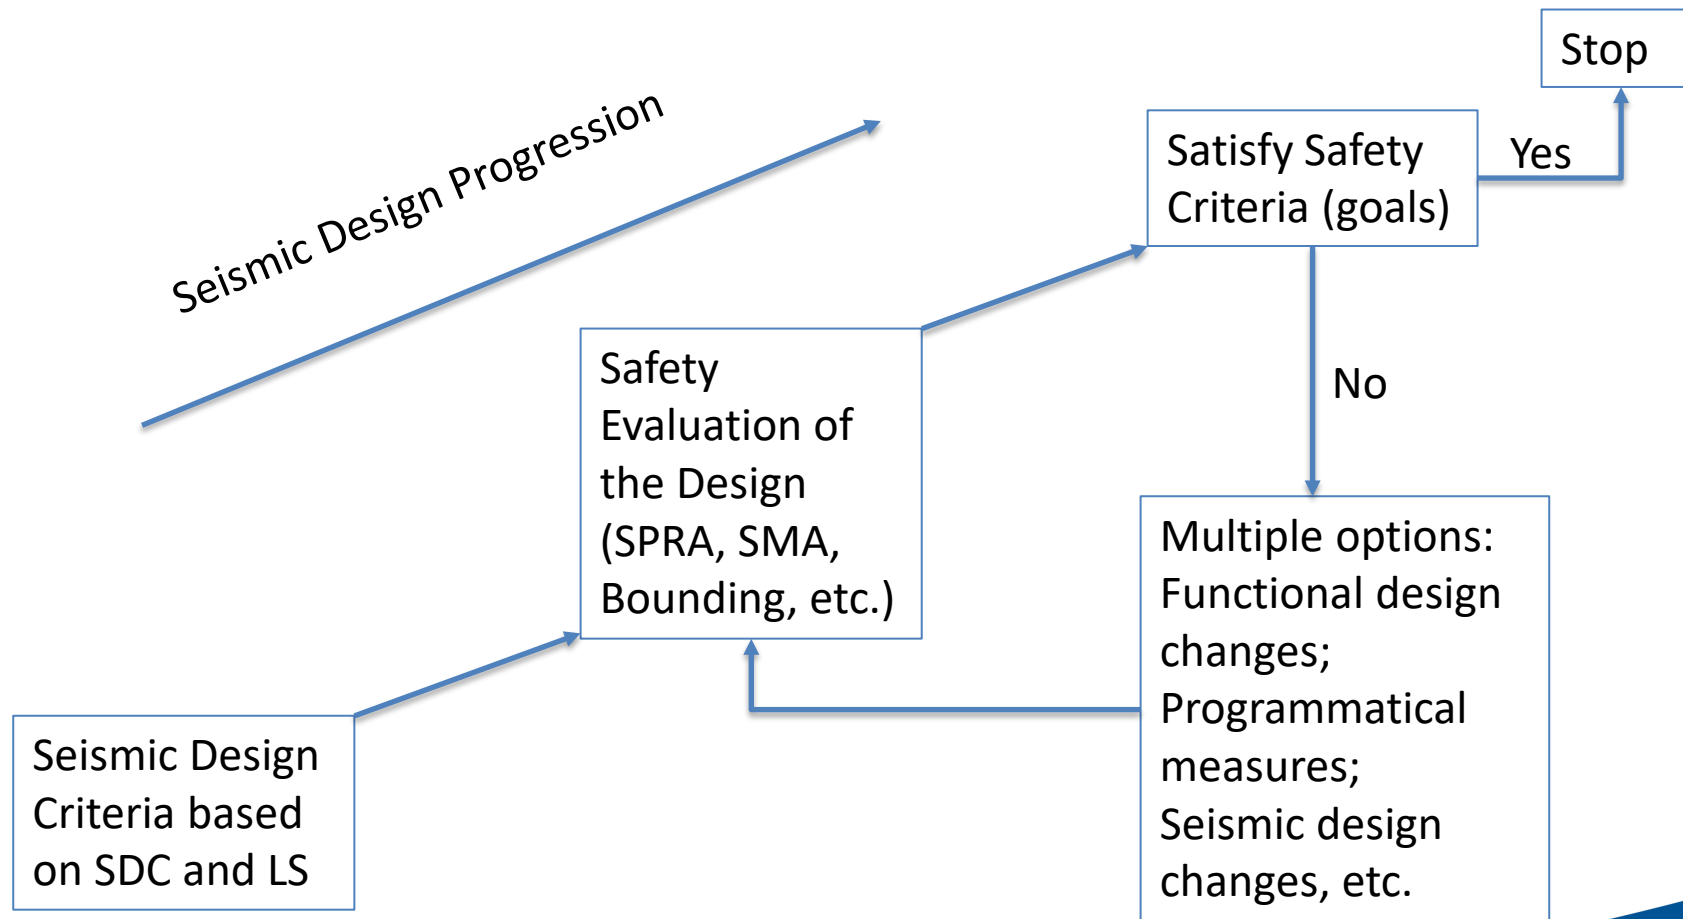 Stop
Seismic Design Progression
Satisfy Safety
Criteria (goals)
Yes
No
Safety
Evaluation of
the Design
(SPRA, SMA,
Bounding, etc.)
Multiple options:
Functional design
changes;
Programmatical
measures;
Seismic design
changes, etc.
Seismic Design
Criteria based
on SDC and LS